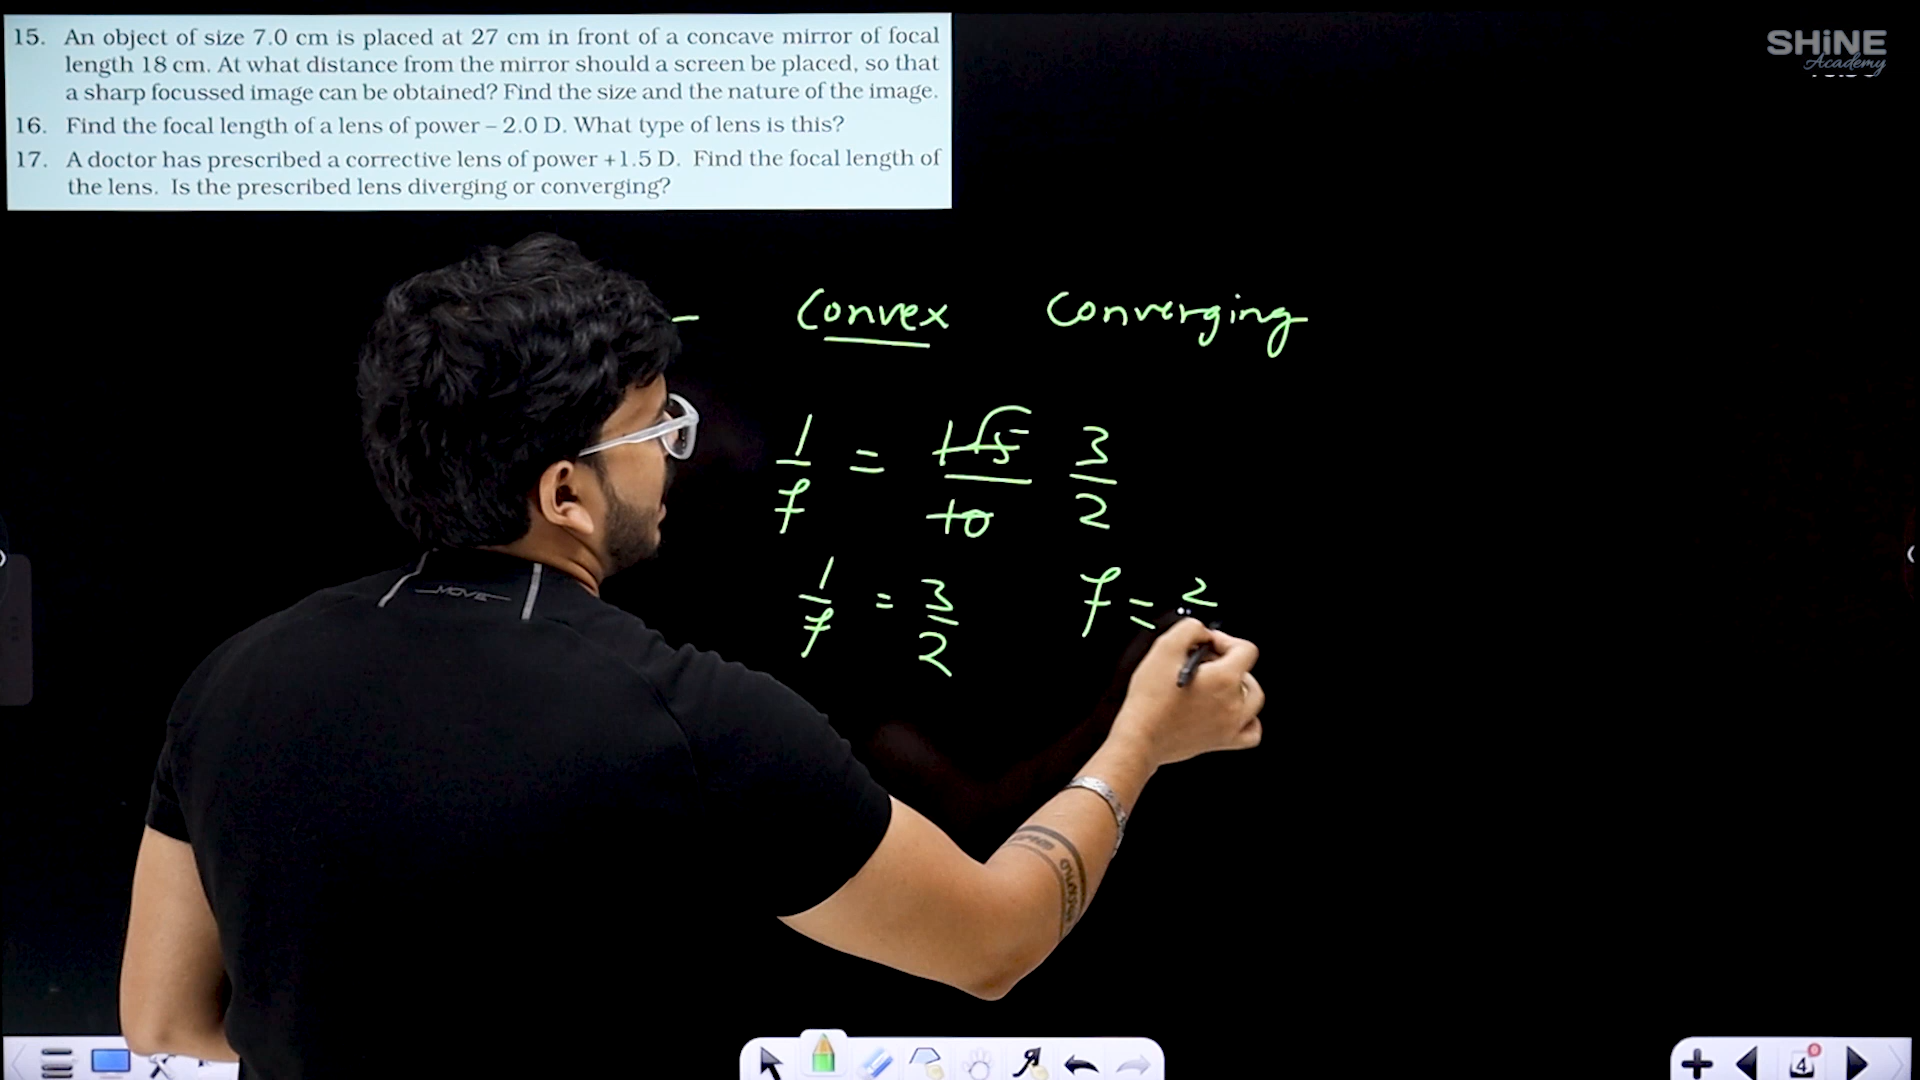 15. An object of size 7.0 cm is placed at 27 cm in front of a concave mirror of focal
length 18 cm. At what distance from the mirror should a screen be placed, so that
a sharp focussed image can be obtained? Find the size and the nature of the image.
16. Find the focal length of a lens of power – 2.0 D. What type of lens is this?
17. A doctor has prescribed a corrective lens of power +1.5 D. Find the focal length of
the lens. Is the prescribed lens diverging or converging?
SHiNE
Academy
– Convex Converging
1/f = 15/10 3/2
1/f = 3/2 f = 2
MOVE
4